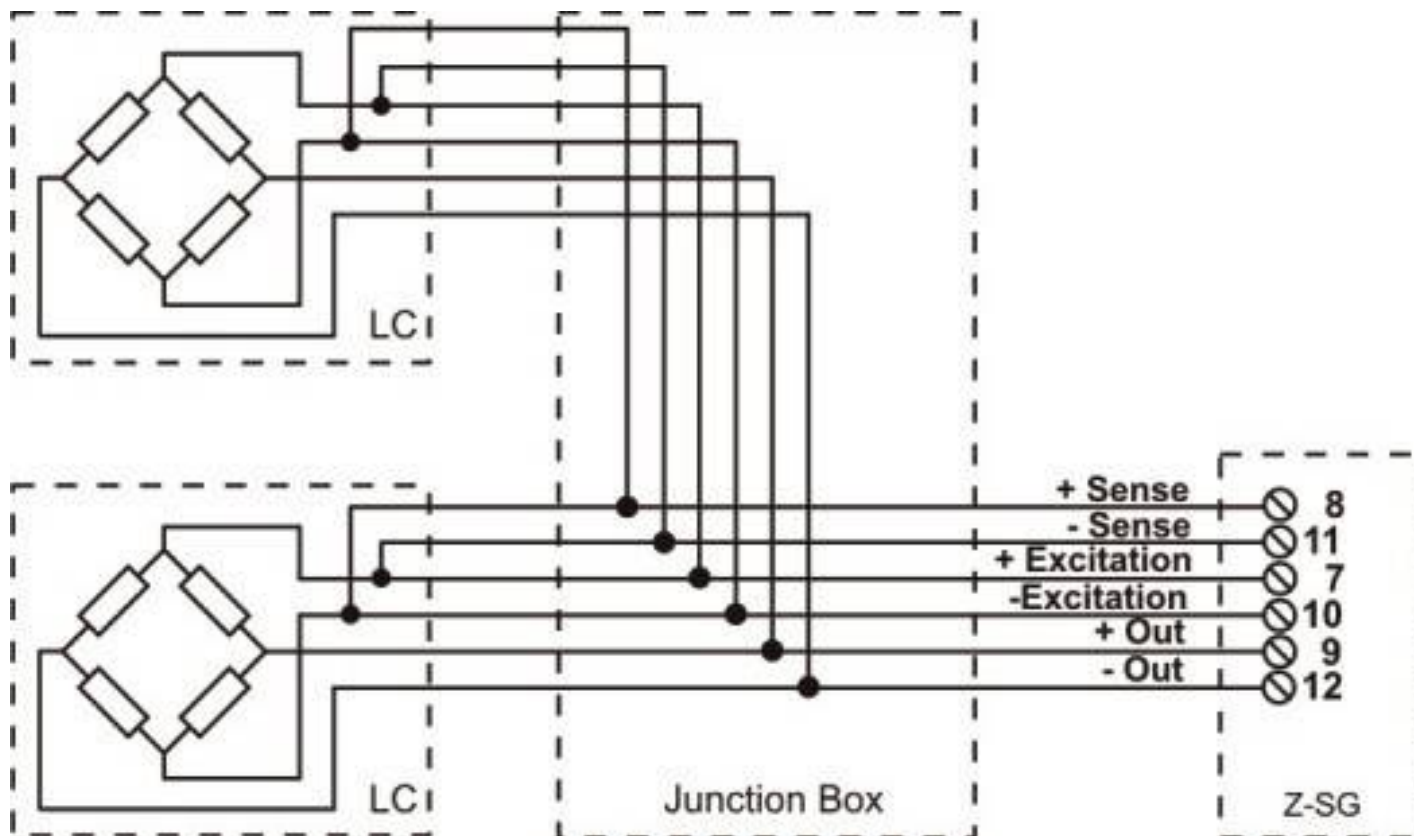 LC
+ Sense 8
- Sense 11
+ Excitation 7
-Excitation 10
+ Out 9
- Out 12
LC
Junction Box
Z-SG